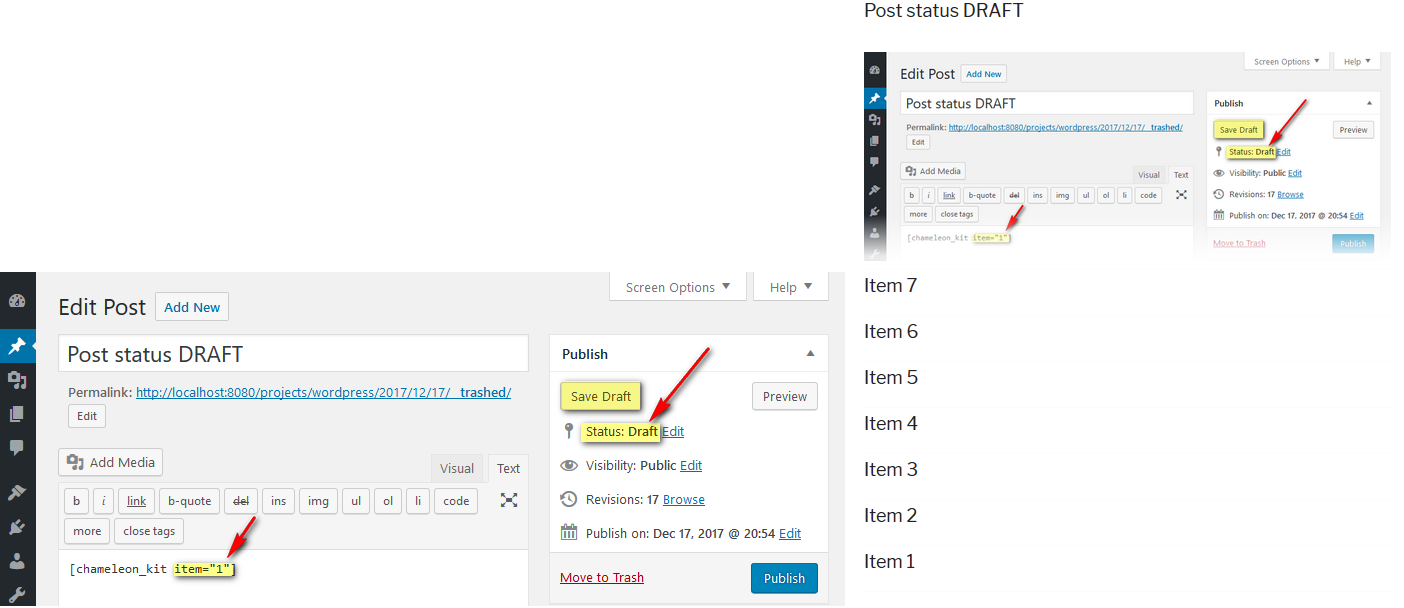 Post status DRAFT
Screen Options
Help
Edit Post Add New
Post status DRAFT
Permalink: http://localhost:8080/projects/wordpress/2017/12/17/__trashed/
Edit
Add Media
Visual Text
b i link b-quote del ins img ul ol li code
more close tags
[chameleon_kit item="1"]
Publish
Save Draft Preview
Status: Draft Edit
Visibility: Public Edit
Revisions: 17 Browse
Publish on: Dec 17, 2017 @ 20:54 Edit
Move to Trash Publish
Screen Options
Help
Edit Post Add New
Post status DRAFT
Permalink: http://localhost:8080/projects/wordpress/2017/12/17/__trashed/
Edit
Add Media
Visual Text
b i link b-quote del ins img ul ol li code
more close tags
[chameleon_kit item="1"]
Publish
Save Draft Preview
Status: Draft Edit
Visibility: Public Edit
Revisions: 17 Browse
Publish on: Dec 17, 2017 @ 20:54 Edit
Move to Trash Publish
Item 7
Item 6
Item 5
Item 4
Item 3
Item 2
Item 1